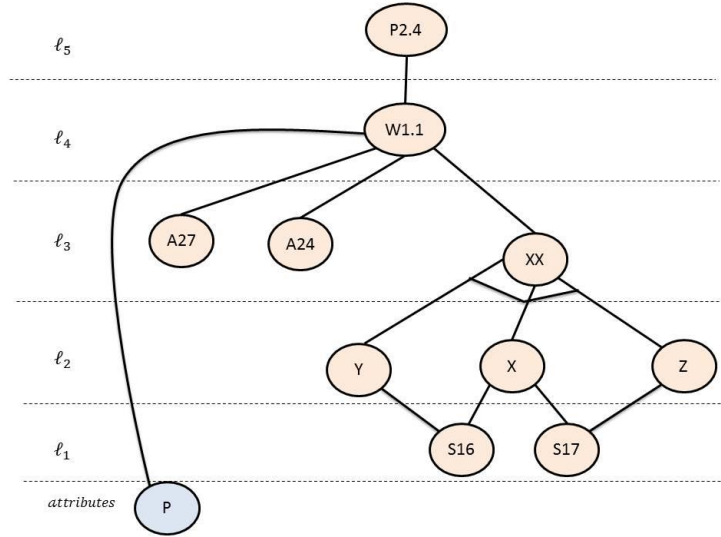 P2.4
ℓ5
W1.1
ℓ4
A27 A24
ℓ3
XX
ℓ2
Y X Z
ℓ1
S16 S17
attributes
P